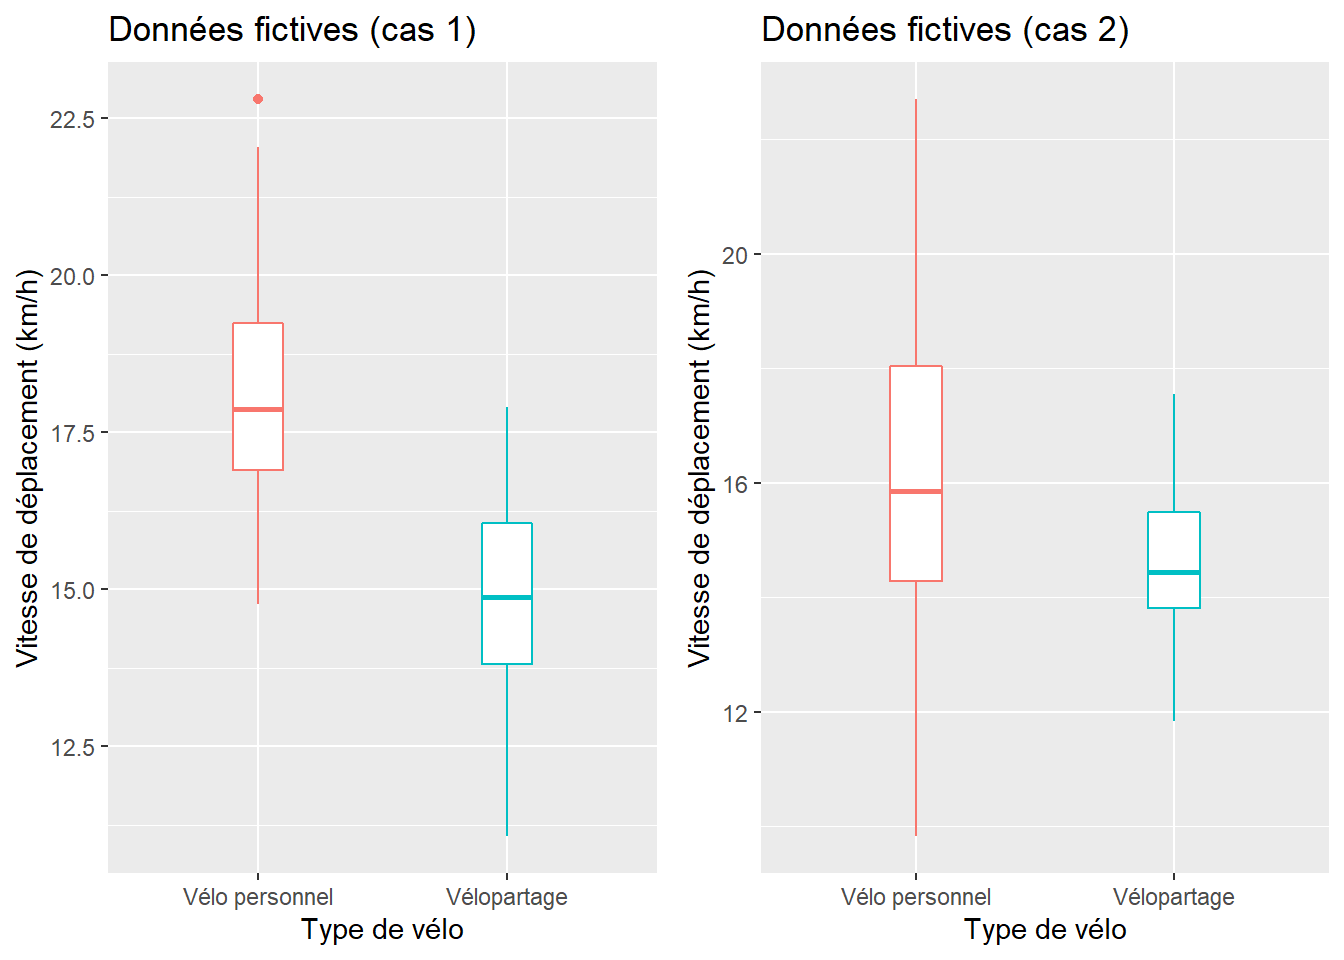 Données fictives (cas 1)
Vitesse de déplacement (km/h)
22.5
20.0
17.5
15.0
12.5
Vélo personnel
Vélopartage
Type de vélo
Données fictives (cas 2)
Vitesse de déplacement (km/h)
20
16
12
Vélo personnel
Vélopartage
Type de vélo